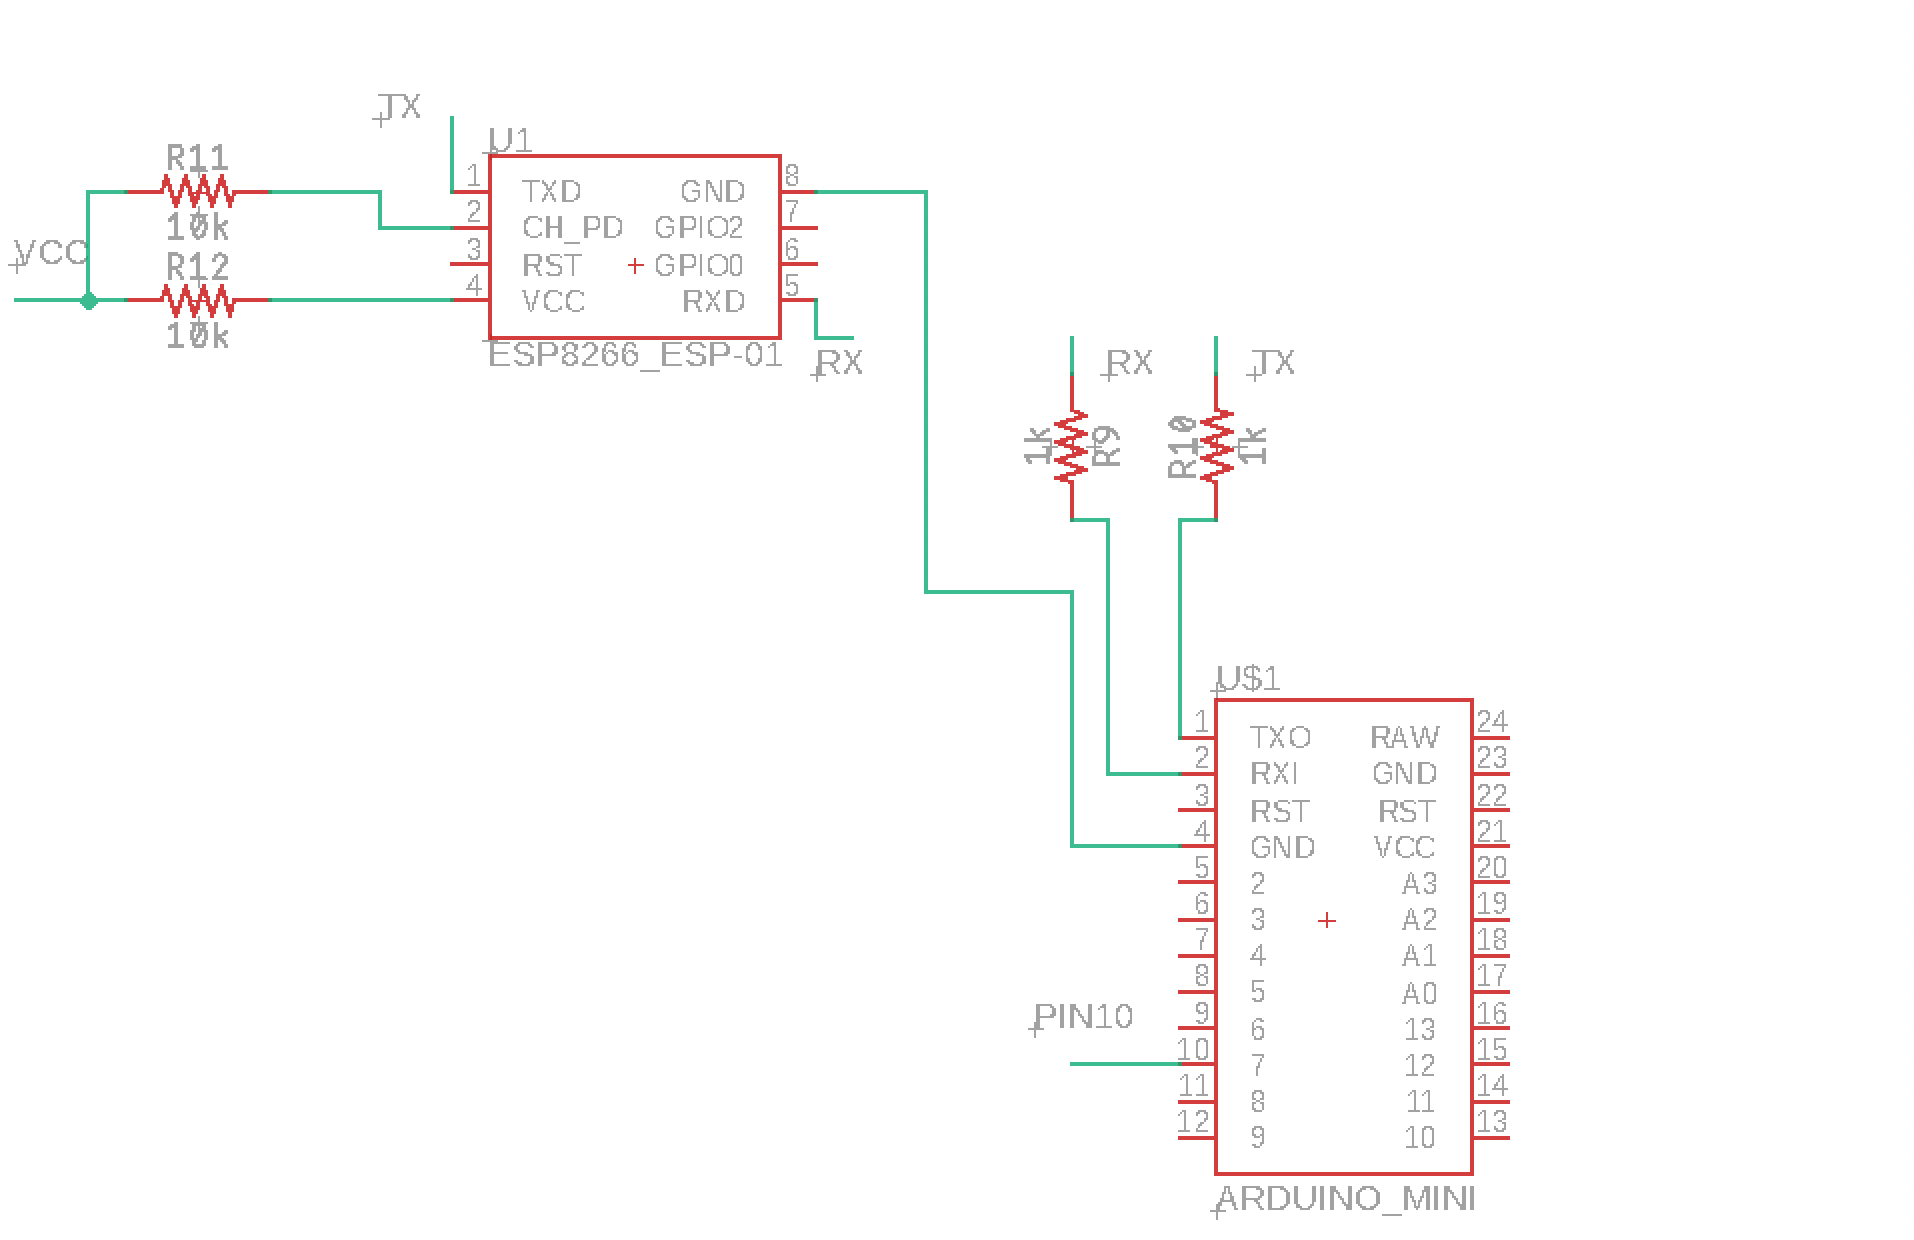 TX
U1
R11
10k
VCC
R12
10k
1 TXD GND 8
2 CH_PD GPIO2 7
3 RST GPIO0 6
4 VCC RXD 5
ESP8266_ESP-01
RX
RX
TX
1k
R9
R10
1k
U$1
1 TXO RAW 24
2 RXI GND 23
3 RST RST 22
4 GND VCC 21
5 2 A3 20
6 3 A2 19
7 4 A1 18
8 5 A0 17
PIN10
9 6 13 16
10 7 12 15
11 8 11 14
12 9 10 13
ARDUINO_MINI